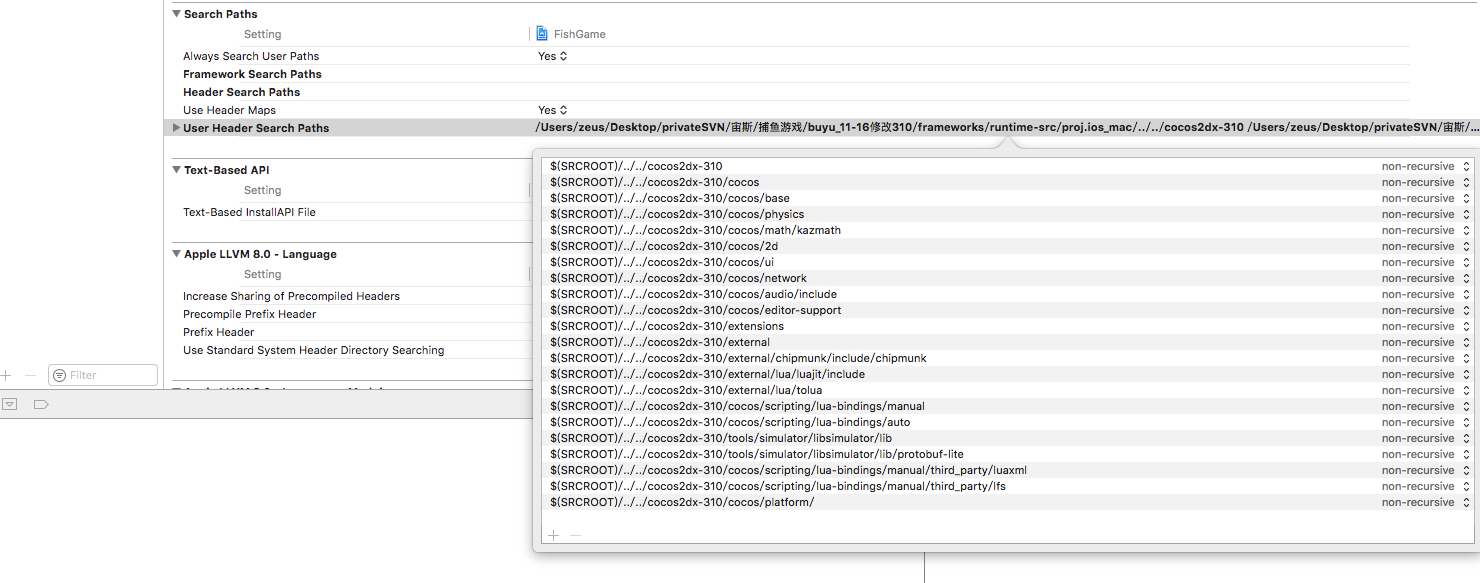 Search Paths
Setting FishGame
Always Search User Paths Yes
Framework Search Paths
Header Search Paths
Use Header Maps Yes
User Header Search Paths /Users/zeus/Desktop/privateSVN/宙斯/捕鱼游戏/buyu_11-16修改310/frameworks/runtime-src/proj.ios_mac/../../cocos2dx-310 /Users/zeus/Desktop/privateSVN/宙斯/...
$(SRCROOT)/../../cocos2dx-310 non-recursive
$(SRCROOT)/../../cocos2dx-310/cocos non-recursive
$(SRCROOT)/../../cocos2dx-310/cocos/base non-recursive
$(SRCROOT)/../../cocos2dx-310/cocos/physics non-recursive
$(SRCROOT)/../../cocos2dx-310/cocos/math/kazmath non-recursive
$(SRCROOT)/../../cocos2dx-310/cocos/2d non-recursive
$(SRCROOT)/../../cocos2dx-310/cocos/ui non-recursive
$(SRCROOT)/../../cocos2dx-310/cocos/network non-recursive
$(SRCROOT)/../../cocos2dx-310/cocos/audio/include non-recursive
$(SRCROOT)/../../cocos2dx-310/cocos/editor-support non-recursive
$(SRCROOT)/../../cocos2dx-310/extensions non-recursive
$(SRCROOT)/../../cocos2dx-310/external non-recursive
$(SRCROOT)/../../cocos2dx-310/external/chipmunk/include/chipmunk non-recursive
$(SRCROOT)/../../cocos2dx-310/external/lua/luajit/include non-recursive
$(SRCROOT)/../../cocos2dx-310/external/lua/tolua non-recursive
$(SRCROOT)/../../cocos2dx-310/cocos/scripting/lua-bindings/manual non-recursive
$(SRCROOT)/../../cocos2dx-310/cocos/scripting/lua-bindings/auto non-recursive
$(SRCROOT)/../../cocos2dx-310/tools/simulator/libsimulator/lib non-recursive
$(SRCROOT)/../../cocos2dx-310/tools/simulator/libsimulator/lib/protobuf-lite non-recursive
$(SRCROOT)/../../cocos2dx-310/cocos/scripting/lua-bindings/manual/third_party/luaxml non-recursive
$(SRCROOT)/../../cocos2dx-310/cocos/scripting/lua-bindings/manual/third_party/lfs non-recursive
$(SRCROOT)/../../cocos2dx-310/cocos/platform/ non-recursive
Text-Based API
Setting
Text-Based InstallAPI File
Apple LLVM 8.0 - Language
Setting
Increase Sharing of Precompiled Headers
Precompile Prefix Header
Prefix Header
Use Standard System Header Directory Searching
Filter